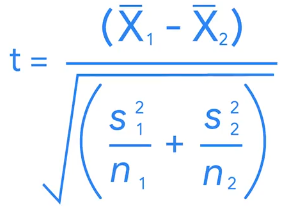 t = (X̅₁ - X̅₂) / √(s₁²/n₁ + s₂²/n₂)